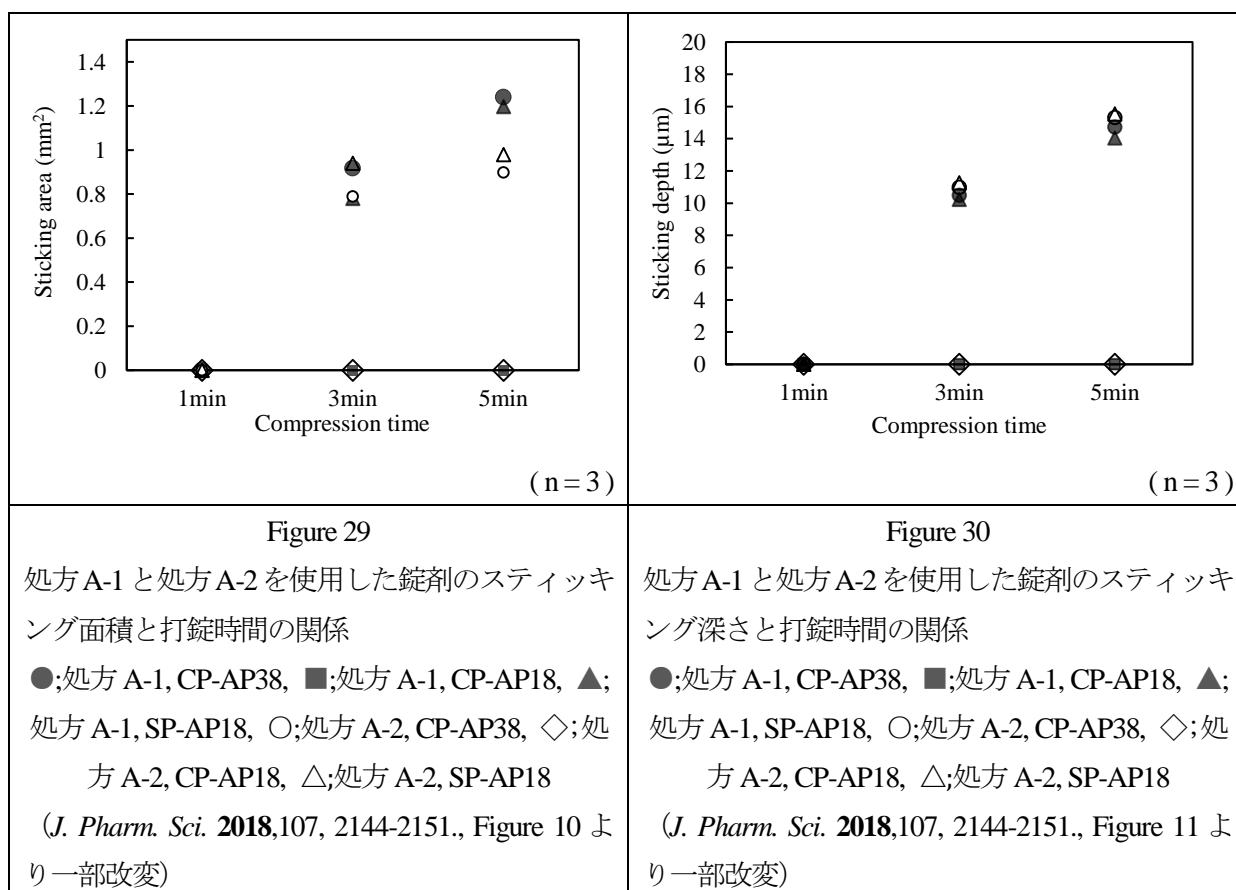 1.4
1.2
1
0.8
0.6
0.4
0.2
0
Sticking area (mm²)
1min 3min 5min
Compression time
( n = 3 )
20
18
16
14
12
10
8
6
4
2
0
Sticking depth (µm)
1min 3min 5min
Compression time
( n = 3 )
Figure 29
処方 A-1 と処方 A-2 を使用した錠剤のスティッキ
ング面積と打錠時間の関係
●;処方 A-1, CP-AP38, ■;処方 A-1, CP-AP18, ▲;
処方 A-1, SP-AP18, ○;処方 A-2, CP-AP38, ◇;処
方 A-2, CP-AP18, △;処方 A-2, SP-AP18
(J. Pharm. Sci. 2018,107, 2144-2151., Figure 10 よ
り一部改変)
Figure 30
処方 A-1 と処方 A-2 を使用した錠剤のスティッキ
ング深さと打錠時間の関係
●;処方 A-1, CP-AP38, ■;処方 A-1, CP-AP18, ▲;
処方 A-1, SP-AP18, ○;処方 A-2, CP-AP38, ◇;処
方 A-2, CP-AP18, △;処方 A-2, SP-AP18
(J. Pharm. Sci. 2018,107, 2144-2151., Figure 11 よ
り一部改変)